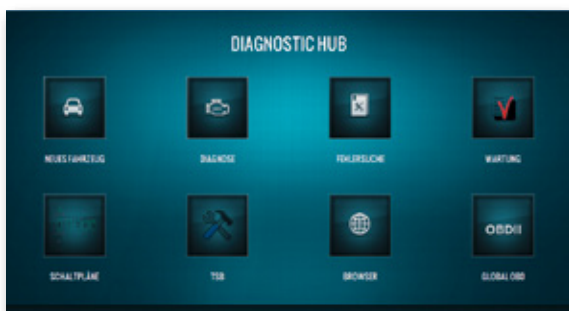 DIAGNOSTIC HUB
NEUES FAHRZEUG
DIAGNOSE
FEHLERSUCHE
WARTUNG
OBDII
SCHALTPLÄNE
TSB
BROWSER
GLOBAL OBD